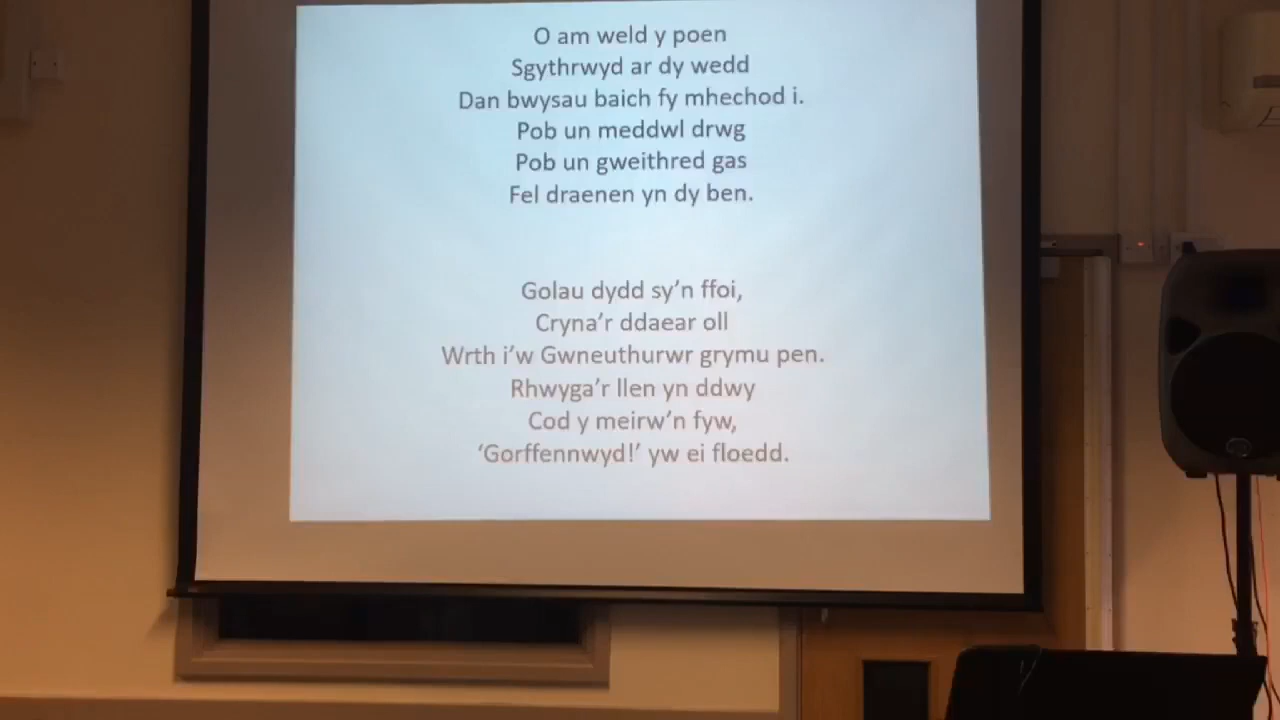 O am weld y poen
Sgythrwyd ar dy wedd
Dan bwysau baich fy mhechod i.
Pob un meddwl drwg
Pob un gweithred gas
Fel draenen yn dy ben.
Golau dydd sy'n ffoi,
Cryna'r ddaear oll
Wrth i'w Gwneuthurwr grymu pen.
Rhwyga'r llen yn ddwy
Cod y meirw'n fyw,
‘Gorffennwyd!’ yw ei floedd.